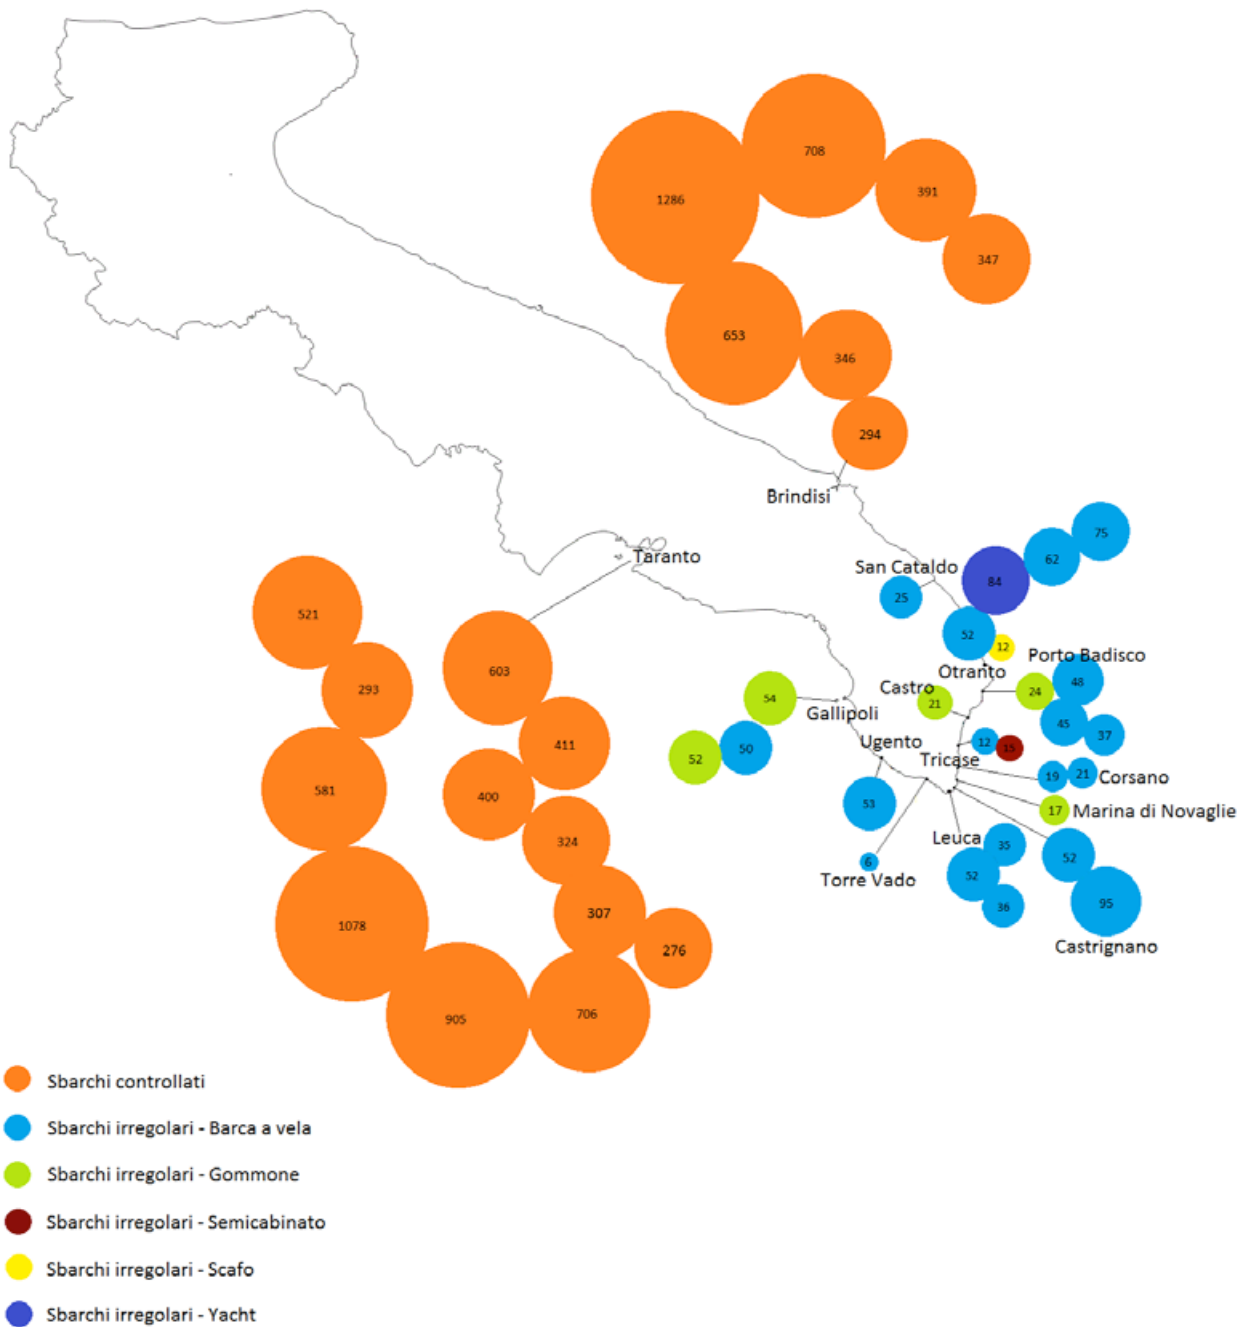 708
1286
391
347
653
346
294
Brindisi
75
Taranto
62
San Cataldo
84
25
521
52
12
Porto Badisco
603
Otranto
48
293
Castro
24
54
21
Gallipoli
45
411
Ugento
37
50
12
15
52
Tricase
19
21
Corsano
581
400
53
17
Marina di Novaglie
324
Leuca
35
6
52
Torre Vado
52
95
307
36
1078
276
Castrignano
706
905
Sbarchi controllati
Sbarchi irregolari - Barca a vela
Sbarchi irregolari - Gommone
Sbarchi irregolari - Semicabinato
Sbarchi irregolari - Scafo
Sbarchi irregolari - Yacht